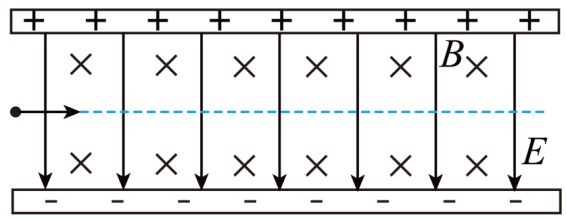 + + + + + + + + +
B
E
- - - - - - - -